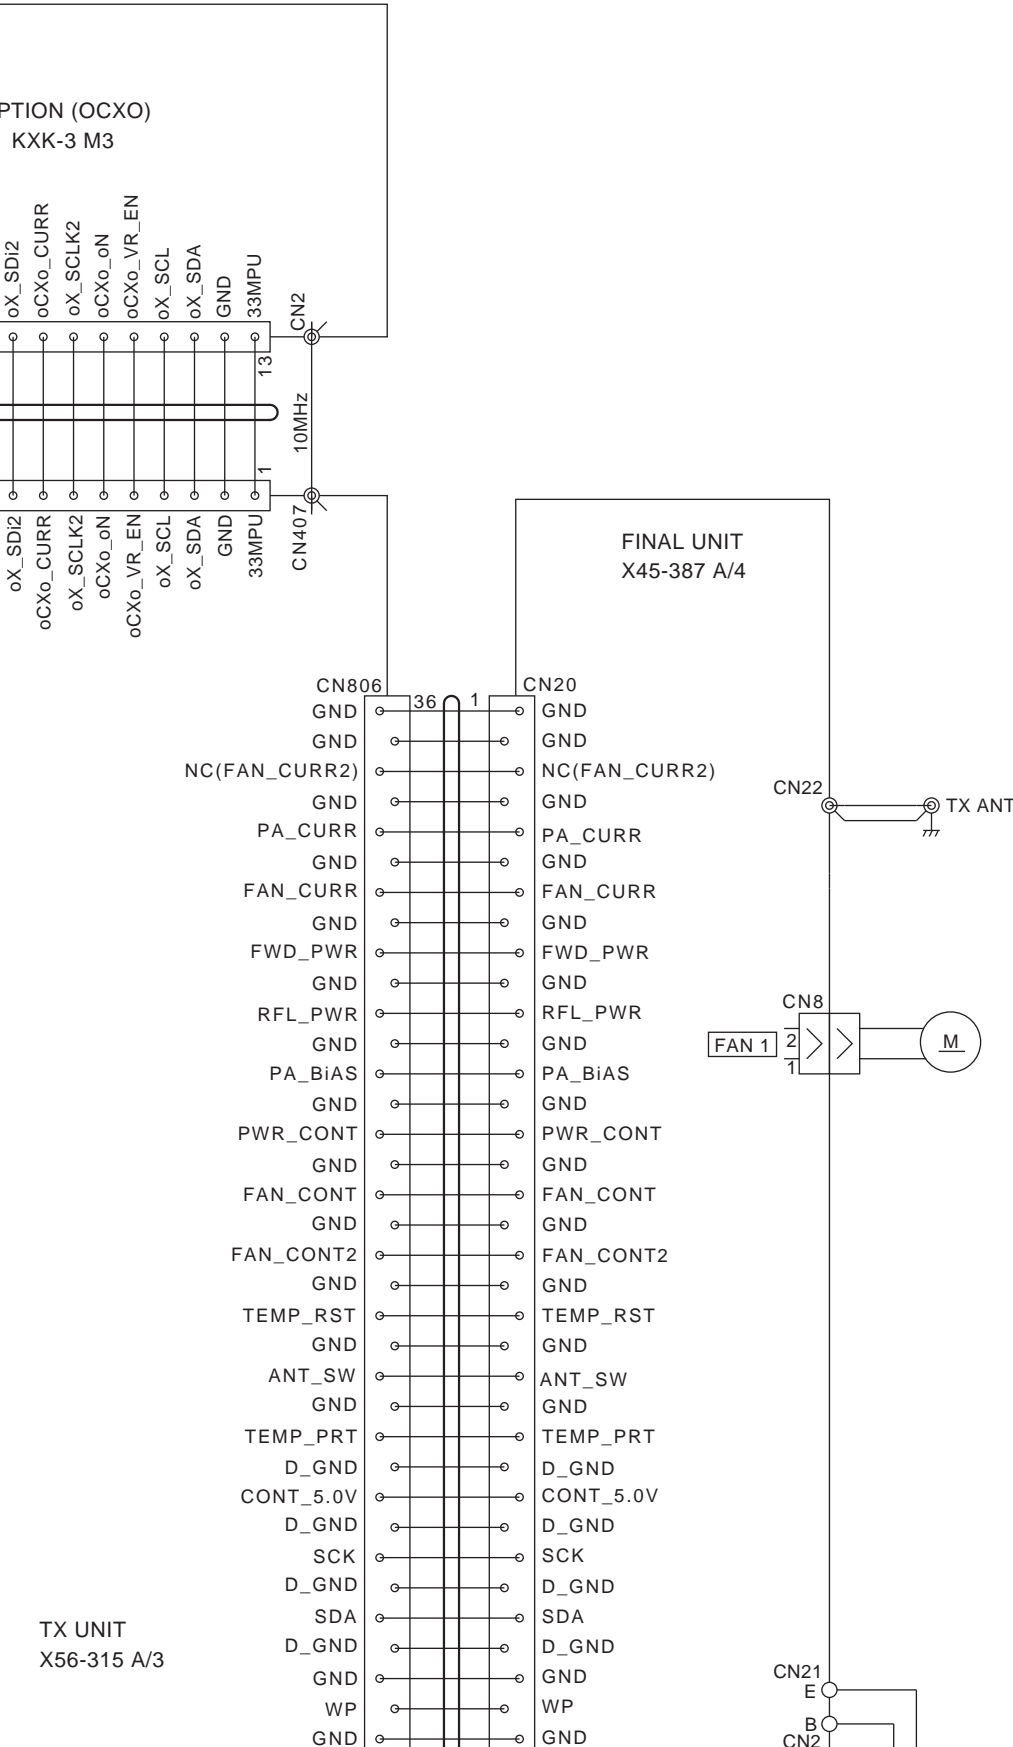 PTION (OCXO)
KXK-3 M3
oX_SDi2
oCXo_CURR
oX_SCLK2
oCXo_oN
oCXo_VR_EN
oX_SCL
oX_SDA
GND
33MPU
CN2
13
10MHz
1
oX_SDi2
oCXo_CURR
oX_SCLK2
oCXo_oN
oCXo_VR_EN
oX_SCL
oX_SDA
GND
33MPU
CN407
FINAL UNIT
X45-387 A/4
CN806 36 1 CN20
GND GND
GND GND
NC(FAN_CURR2) NC(FAN_CURR2)
GND GND
PA_CURR PA_CURR
GND GND
FAN_CURR FAN_CURR
GND GND
FWD_PWR FWD_PWR
GND GND
RFL_PWR RFL_PWR
GND GND
PA_BiAS PA_BiAS
GND GND
PWR_CONT PWR_CONT
GND GND
FAN_CONT FAN_CONT
GND GND
FAN_CONT2 FAN_CONT2
GND GND
TEMP_RST TEMP_RST
GND GND
ANT_SW ANT_SW
GND GND
TEMP_PRT TEMP_PRT
D_GND D_GND
CONT_5.0V CONT_5.0V
D_GND D_GND
SCK SCK
D_GND D_GND
SDA SDA
D_GND D_GND
GND GND
WP WP
GND GND
CN22
TX ANT
CN8
FAN 1 2 M
1
TX UNIT
X56-315 A/3
CN21
E
B
CN2